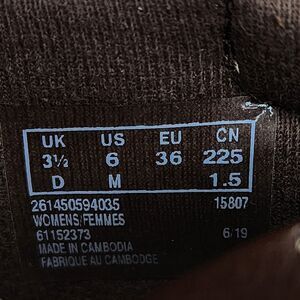 UK US EU CN
3½ 6 36 225
D M 1.5
261450594035 15807
WOMENS/FEMMES
61152373 6/19
MADE IN CAMBODIA
FABRIQUE AU CAMBODGE